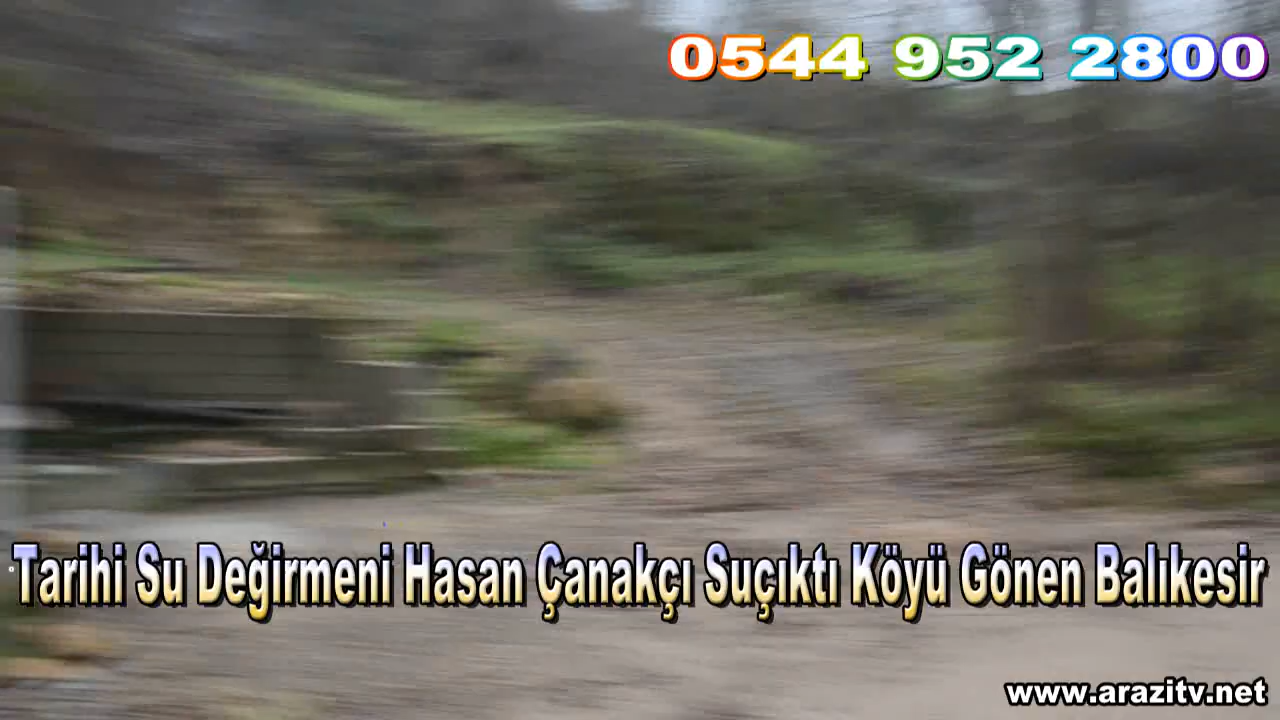 0544 952 2800
Tarihi Su Değirmeni Hasan Çanakçı Suçıktı Köyü Gönen Balıkesir
www.arazitv.net